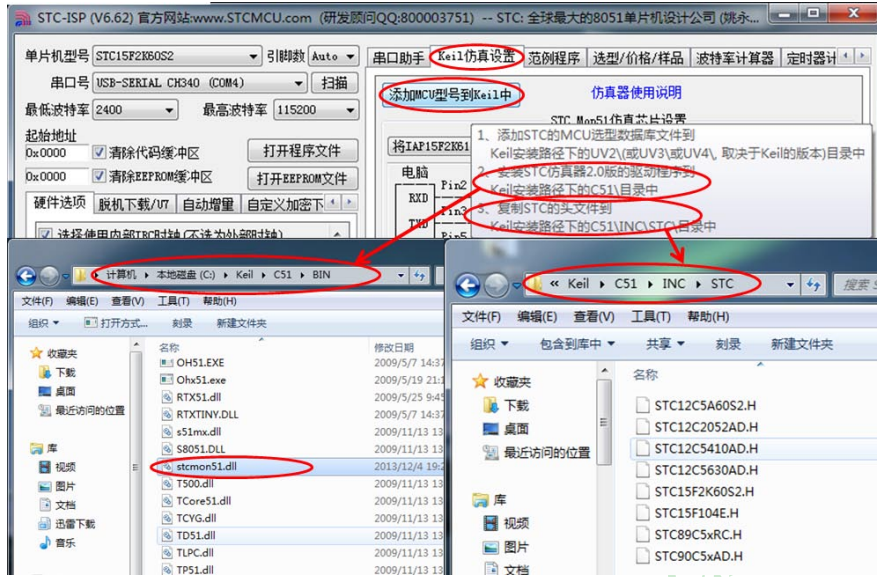 STC-ISP (V6.62) 官方网站:www.STCMCU.com (研发顾问QQ:800003751) -- STC: 全球最大的8051单片机设计公司 (姚永...
单片机型号 STC15F2K60S2 引脚数 Auto
串口号 USB-SERIAL CH340 (COM4) 扫描
最低波特率 2400 最高波特率 115200
起始地址
0x0000 清除代码缓冲区 打开程序文件
0x0000 清除EEPROM缓冲区 打开EEPROM文件
硬件选项 脱机下载/U7 自动增量 自定义加密下
选择使用内部IRC时钟(不选为外部时钟)
串口助手 Keil仿真设置 范例程序 选型/价格/样品 波特率计算器 定时器计
添加MCU型号到Keil中 仿真器使用说明
STC Mon51仿真芯片设置
将IAP15F2K61
电脑
Pin2
RXD
Pin3
TXD
Pin5
1、添加STC的MCU选型数据库文件到
Keil安装路径下的UV2\(或UV3\或UV4\, 取决于Keil的版本)目录中
2、安装STC仿真器2.0版的驱动程序到
Keil安装路径下的C51\目录中
3、复制STC的头文件到
Keil安装路径下的C51\INC\STC\目录中
计算机 本地磁盘 (C:) Keil C51 BIN
文件(F) 编辑(E) 查看(V) 工具(T) 帮助(H)
组织 打开方式... 刻录 新建文件夹
收藏夹
下载
桌面
最近访问的位置
库
视频
图片
文档
迅雷下载
音乐
名称 修改日期
OH51.EXE 2009/5/7 14:37
Ohx51.exe 2009/5/19 21:1
RTX51.dll 2009/5/25 9:45
RTXTINY.DLL 2009/5/7 14:37
s51mx.dll 2009/11/13 13
S8051.DLL 2009/11/13 13
stcmon51.dll 2013/12/4 19:2
T500.dll 2009/11/13 13
TCore51.dll 2009/11/13 13
TCYG.dll 2009/11/13 13
TD51.dll 2009/11/13 13
TLPC.dll 2009/11/13 13
TP51.dll 2009/11/13 13
« Keil C51 INC STC 搜索
文件(F) 编辑(E) 查看(V) 工具(T) 帮助(H)
组织 包含到库中 共享 刻录 新建文件夹
收藏夹
下载
桌面
最近访问的位置
库
视频
图片
文档
名称
STC12C5A60S2.H
STC12C2052AD.H
STC12C5410AD.H
STC12C5630AD.H
STC15F2K60S2.H
STC15F104E.H
STC89C5xRC.H
STC90C5xAD.H